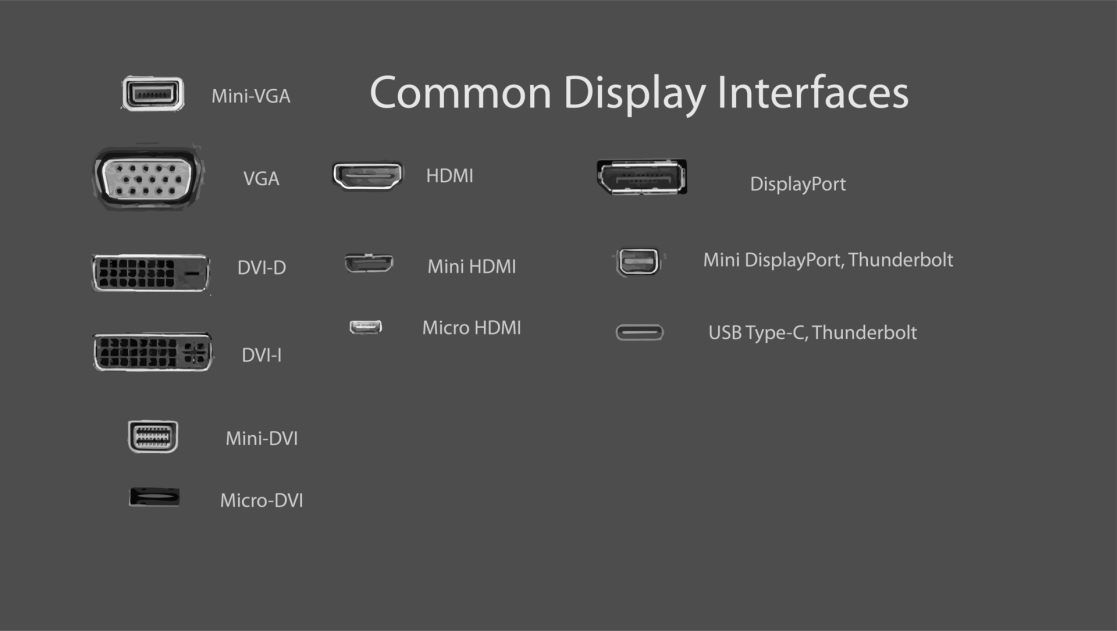 Common Display Interfaces
Mini-VGA
VGA
DVI-D
DVI-I
Mini-DVI
Micro-DVI
HDMI
Mini HDMI
Micro HDMI
DisplayPort
Mini DisplayPort, Thunderbolt
USB Type-C, Thunderbolt